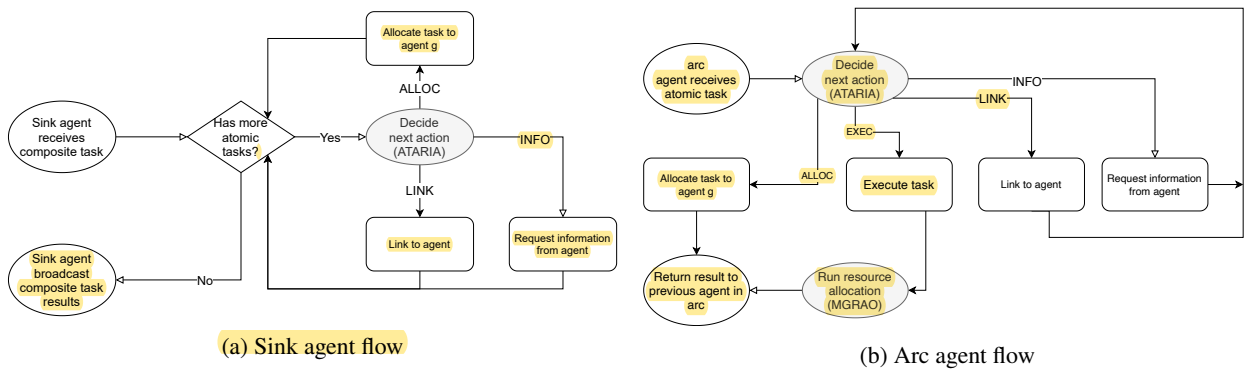 Allocate task to
agent g
ALLOC
Sink agent
receives
composite task
Has more
atomic
tasks?
Yes
Decide
next action
(ATARIA)
INFO
LINK
Link to agent
Request information
from agent
No
Sink agent
broadcast
composite task
results
(a) Sink agent flow
arc
agent receives
atomic task
Decide
next action
(ATARIA)
INFO
LINK
EXEC
ALLOC
Allocate task to
agent g
Execute task
Link to agent
Request information
from agent
Return result to
previous agent in
arc
Run resource
allocation
(MGRAO)
(b) Arc agent flow